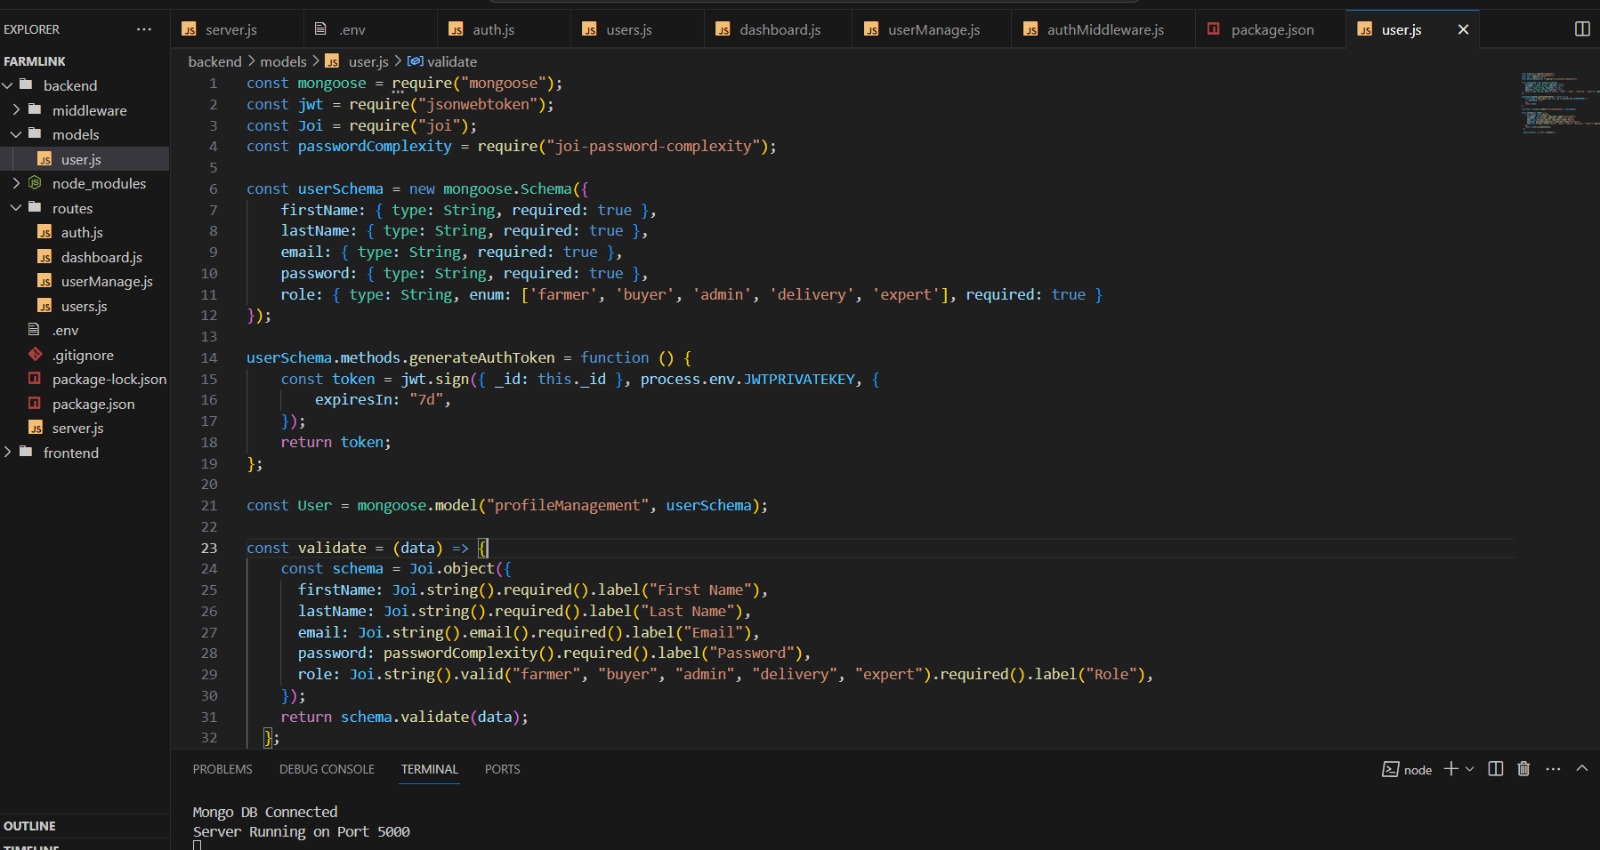 EXPLORER
FARMLINK
backend
middleware
models
user.js
node_modules
routes
auth.js
dashboard.js
userManage.js
users.js
.env
.gitignore
package-lock.json
package.json
server.js
frontend
OUTLINE
TIMELINE
server.js .env auth.js users.js dashboard.js userManage.js authMiddleware.js package.json user.js
backend > models > user.js > validate
1 const mongoose = require("mongoose");
2 const jwt = require("jsonwebtoken");
3 const Joi = require("joi");
4 const passwordComplexity = require("joi-password-complexity");
5
6 const userSchema = new mongoose.Schema({
7 firstName: { type: String, required: true },
8 lastName: { type: String, required: true },
9 email: { type: String, required: true },
10 password: { type: String, required: true },
11 role: { type: String, enum: ['farmer', 'buyer', 'admin', 'delivery', 'expert'], required: true }
12 });
13
14 userSchema.methods.generateAuthToken = function () {
15 const token = jwt.sign({ _id: this._id }, process.env.JWTPRIVATEKEY, {
16 expiresIn: "7d",
17 });
18 return token;
19 };
20
21 const User = mongoose.model("profileManagement", userSchema);
22
23 const validate = (data) => {
24 const schema = Joi.object({
25 firstName: Joi.string().required().label("First Name"),
26 lastName: Joi.string().required().label("Last Name"),
27 email: Joi.string().email().required().label("Email"),
28 password: passwordComplexity().required().label("Password"),
29 role: Joi.string().valid("farmer", "buyer", "admin", "delivery", "expert").required().label("Role"),
30 });
31 return schema.validate(data);
32 };
PROBLEMS DEBUG CONSOLE TERMINAL PORTS node
Mongo DB Connected
Server Running on Port 5000